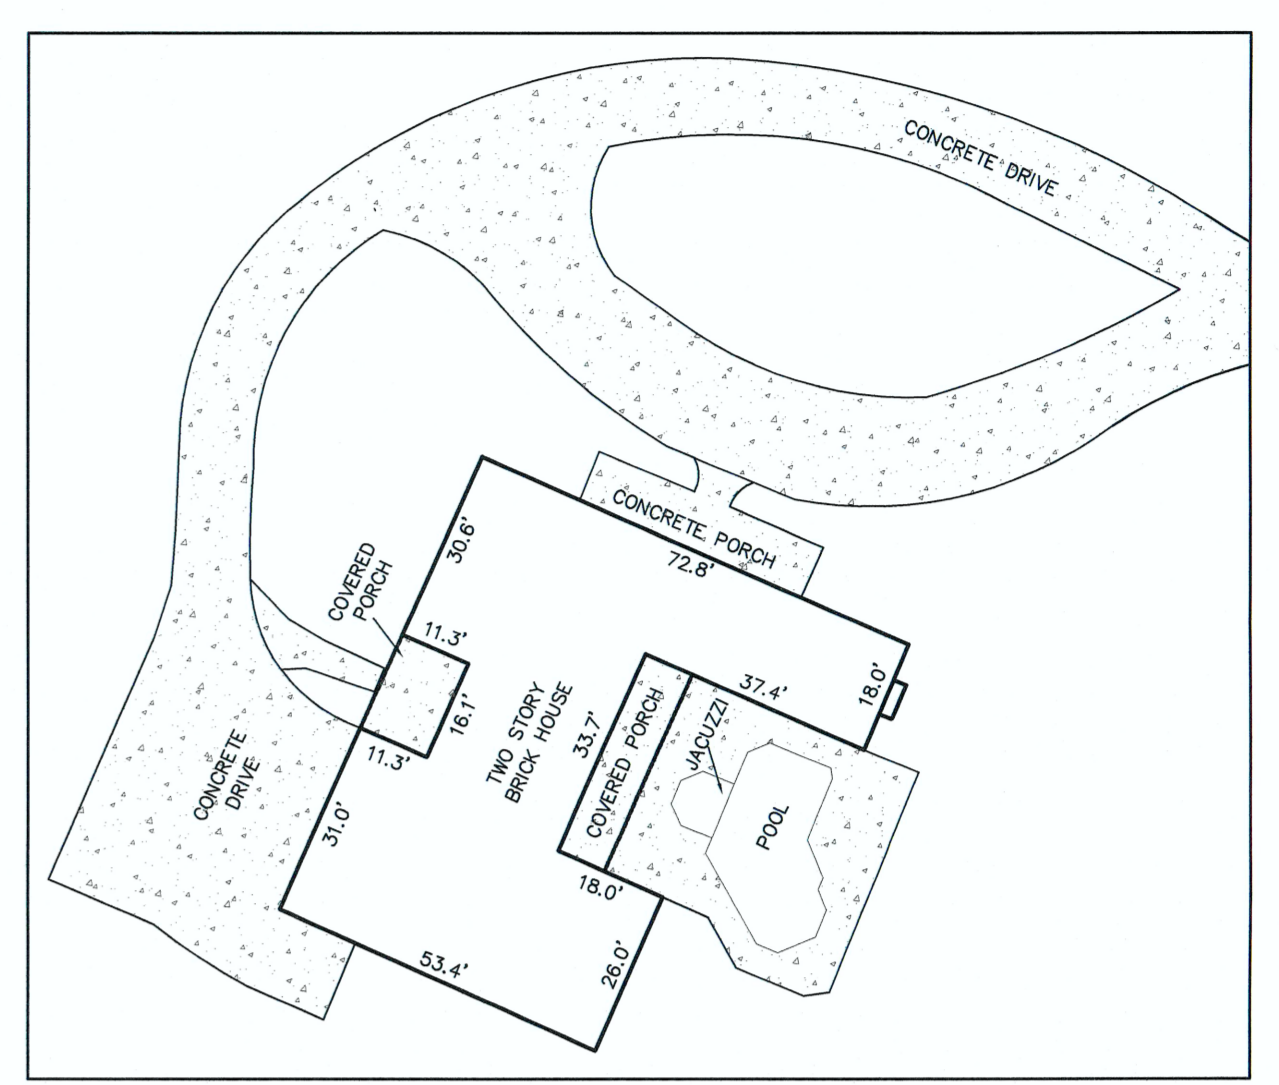 CONCRETE DRIVE
CONCRETE PORCH
72.8'
30.6'
COVERED
PORCH
11.3'
16.1'
11.3'
TWO STORY
BRICK HOUSE
33.7'
COVERED PORCH
37.4'
18.0'
JACUZZI
POOL
CONCRETE
DRIVE
31.0'
18.0'
53.4'
26.0'